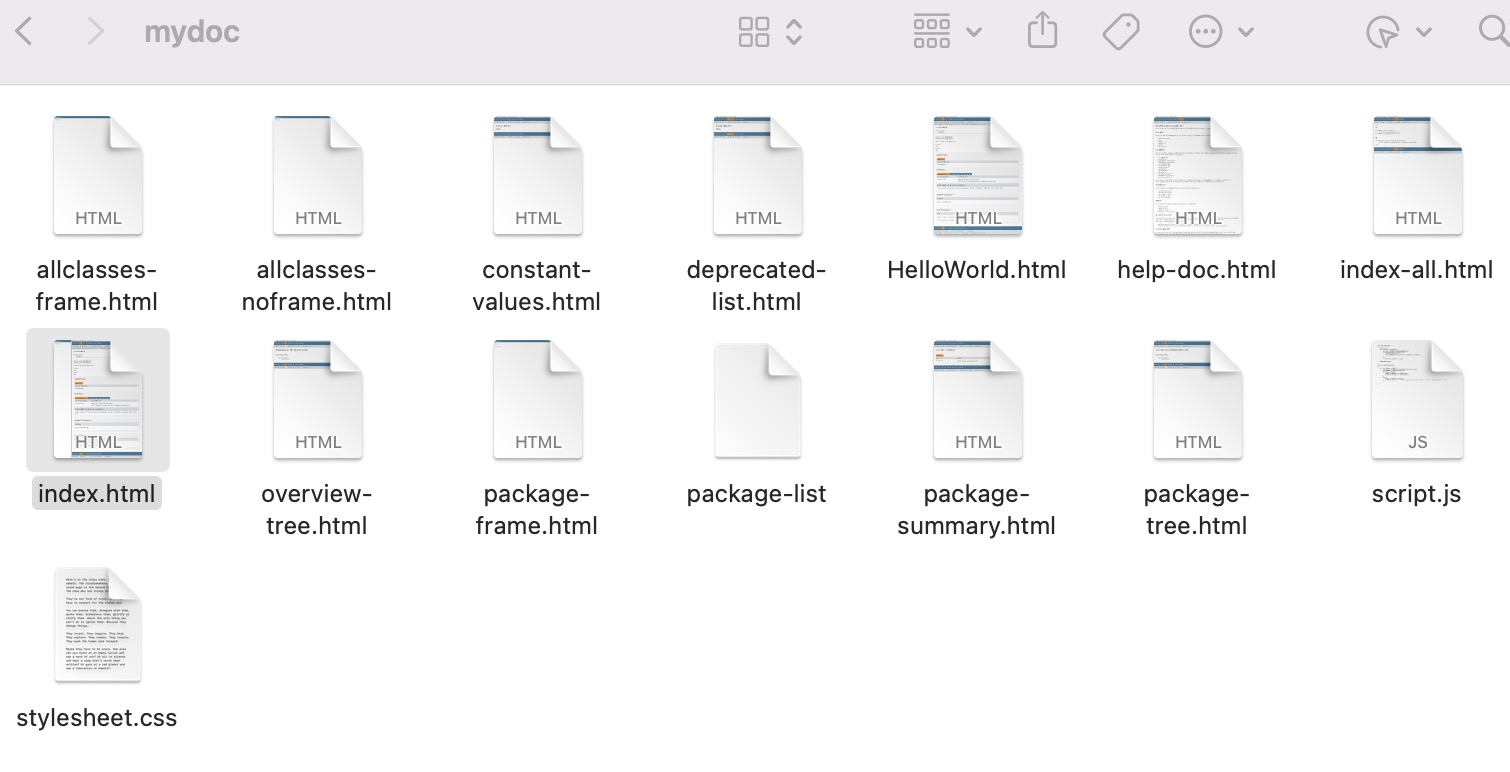 mydoc
HTML HTML HTML HTML HTML HTML HTML
allclasses- allclasses- constant- deprecated- HelloWorld.html help-doc.html index-all.html
frame.html noframe.html values.html list.html
HTML HTML HTML HTML HTML JS
index.html overview- package- package-list package- package- script.js
tree.html frame.html summary.html tree.html
stylesheet.css